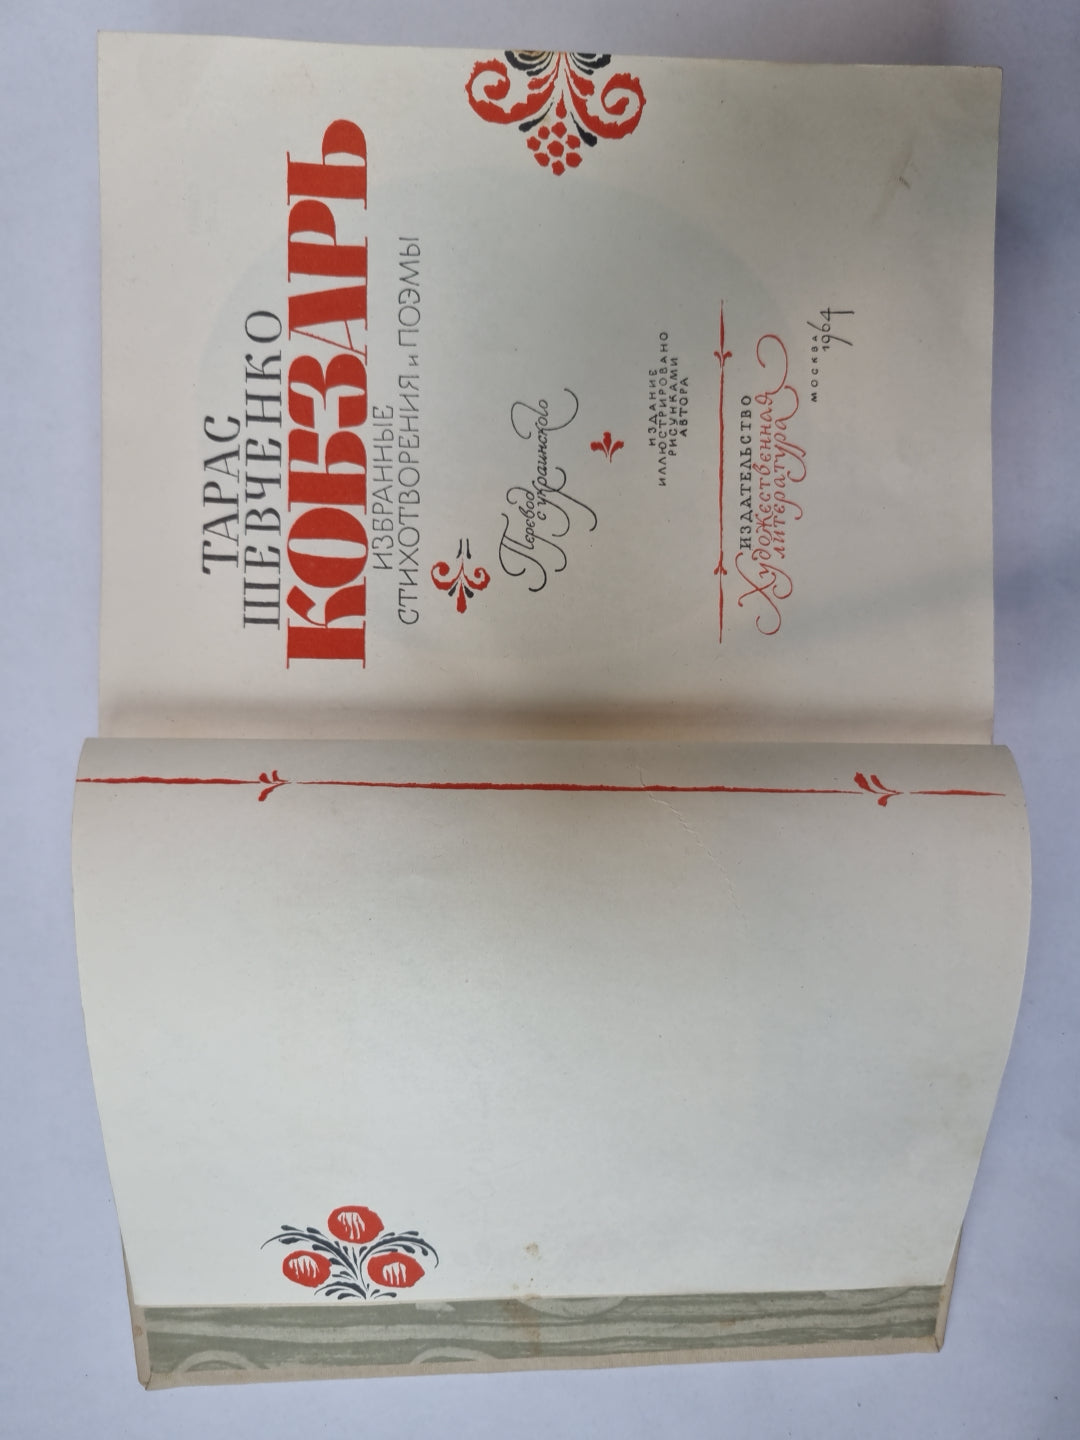 ТАРАС
ШЕВЧЕНКО
КОБЗАРЬ
ИЗБРАННЫЕ
СТИХОТВОРЕНИЯ и ПОЭМЫ
Перевод
с украинского
ИЗДАНИЕ
ИЛЛЮСТРИРОВАНО
РИСУНКАМИ
АВТОРА
ИЗДАТЕЛЬСТВО
Художественная
литература
МОСКВА
1964